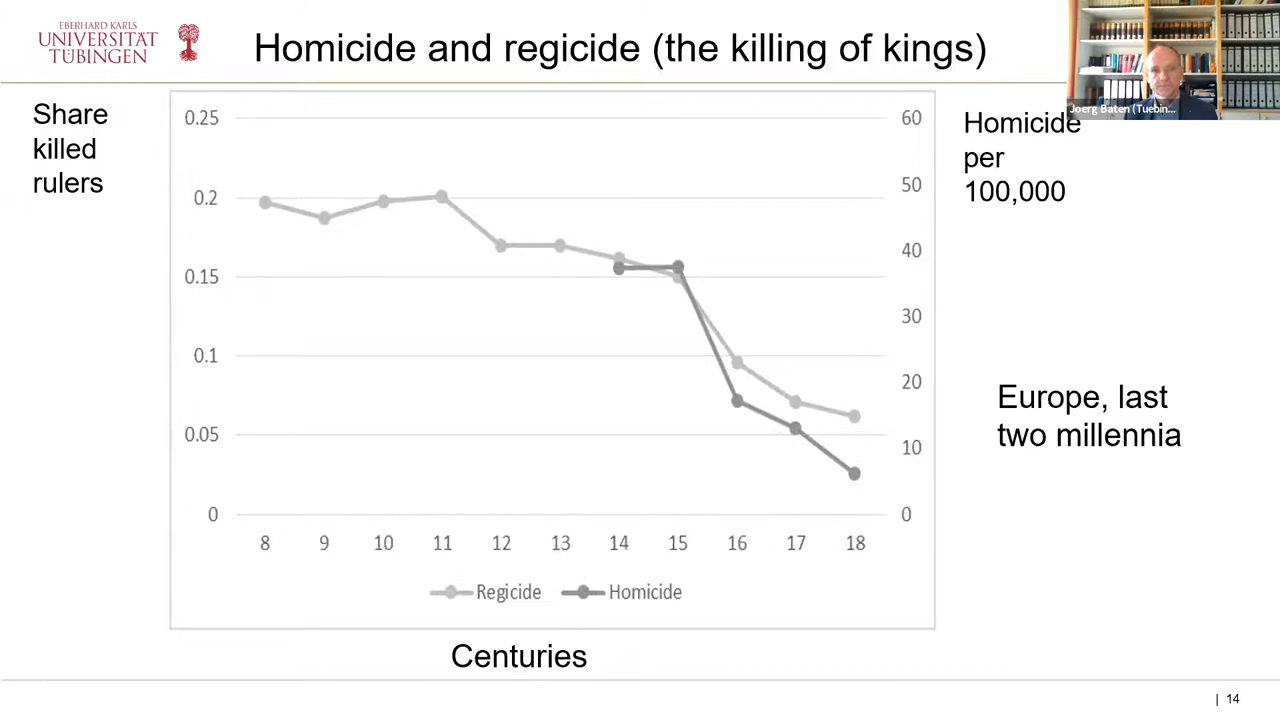 EBERHARD KARLS
UNIVERSITÄT
TÜBINGEN
Homicide and regicide (the killing of kings)
Joerg Baten (Tuebin...
Share
killed
rulers
Homicide
per
100,000
0.25
0.2
0.15
0.1
0.05
0
60
50
40
30
20
10
0
8 9 10 11 12 13 14 15 16 17 18
Regicide Homicide
Europe, last
two millennia
Centuries
| 14